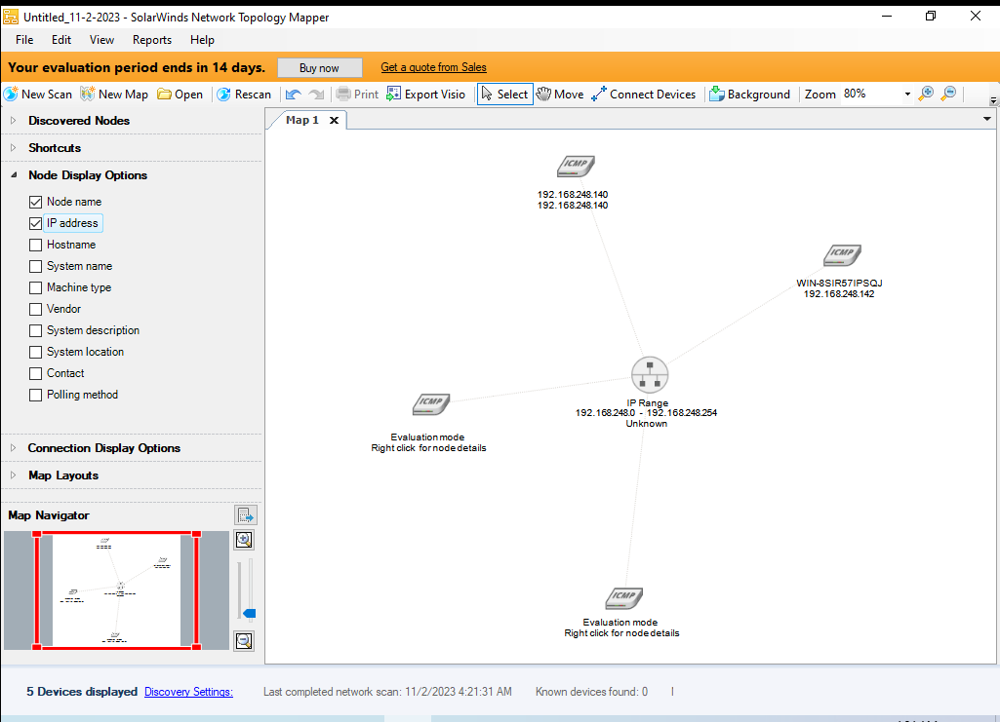 Untitled_11-2-2023 - SolarWinds Network Topology Mapper
File Edit View Reports Help
Your evaluation period ends in 14 days. Buy now Get a quote from Sales
New Scan New Map Open Rescan Print Export Visio Select Move Connect Devices Background Zoom 80%
Discovered Nodes
Shortcuts
Node Display Options
Node name
IP address
Hostname
System name
Machine type
Vendor
System description
System location
Contact
Polling method
Connection Display Options
Map Layouts
Map Navigator
Map 1
ICMP
192.168.248.140
192.168.248.140
ICMP
WIN-8SIR57IPSQJ
192.168.248.142
IP Range
192.168.248.0 - 192.168.248.254
Unknown
ICMP
Evaluation mode
Right click for node details
ICMP
Evaluation mode
Right click for node details
5 Devices displayed Discovery Settings: Last completed network scan: 11/2/2023 4:21:31 AM Known devices found: 0